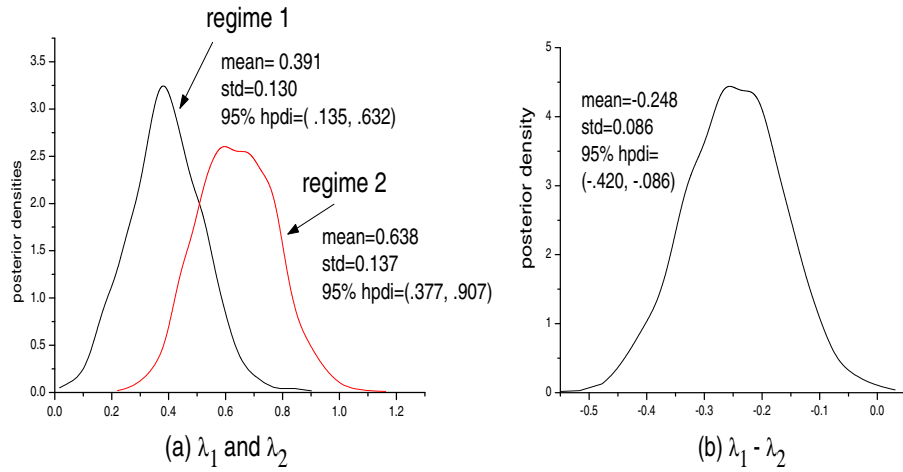 regime 1
mean= 0.391
std=0.130
95% hpdi=( .135, .632)
regime 2
mean=0.638
std=0.137
95% hpdi=(.377, .907)
posterior densities
3.5
3.0
2.5
2.0
1.5
1.0
0.5
0.0
0.0 0.2 0.4 0.6 0.8 1.0 1.2
(a) λ1 and λ2
mean=-0.248
std=0.086
95% hpdi=
(-.420, -.086)
posterior density
5
4
3
2
1
0
-0.5 -0.4 -0.3 -0.2 -0.1 0.0
(b) λ1 - λ2